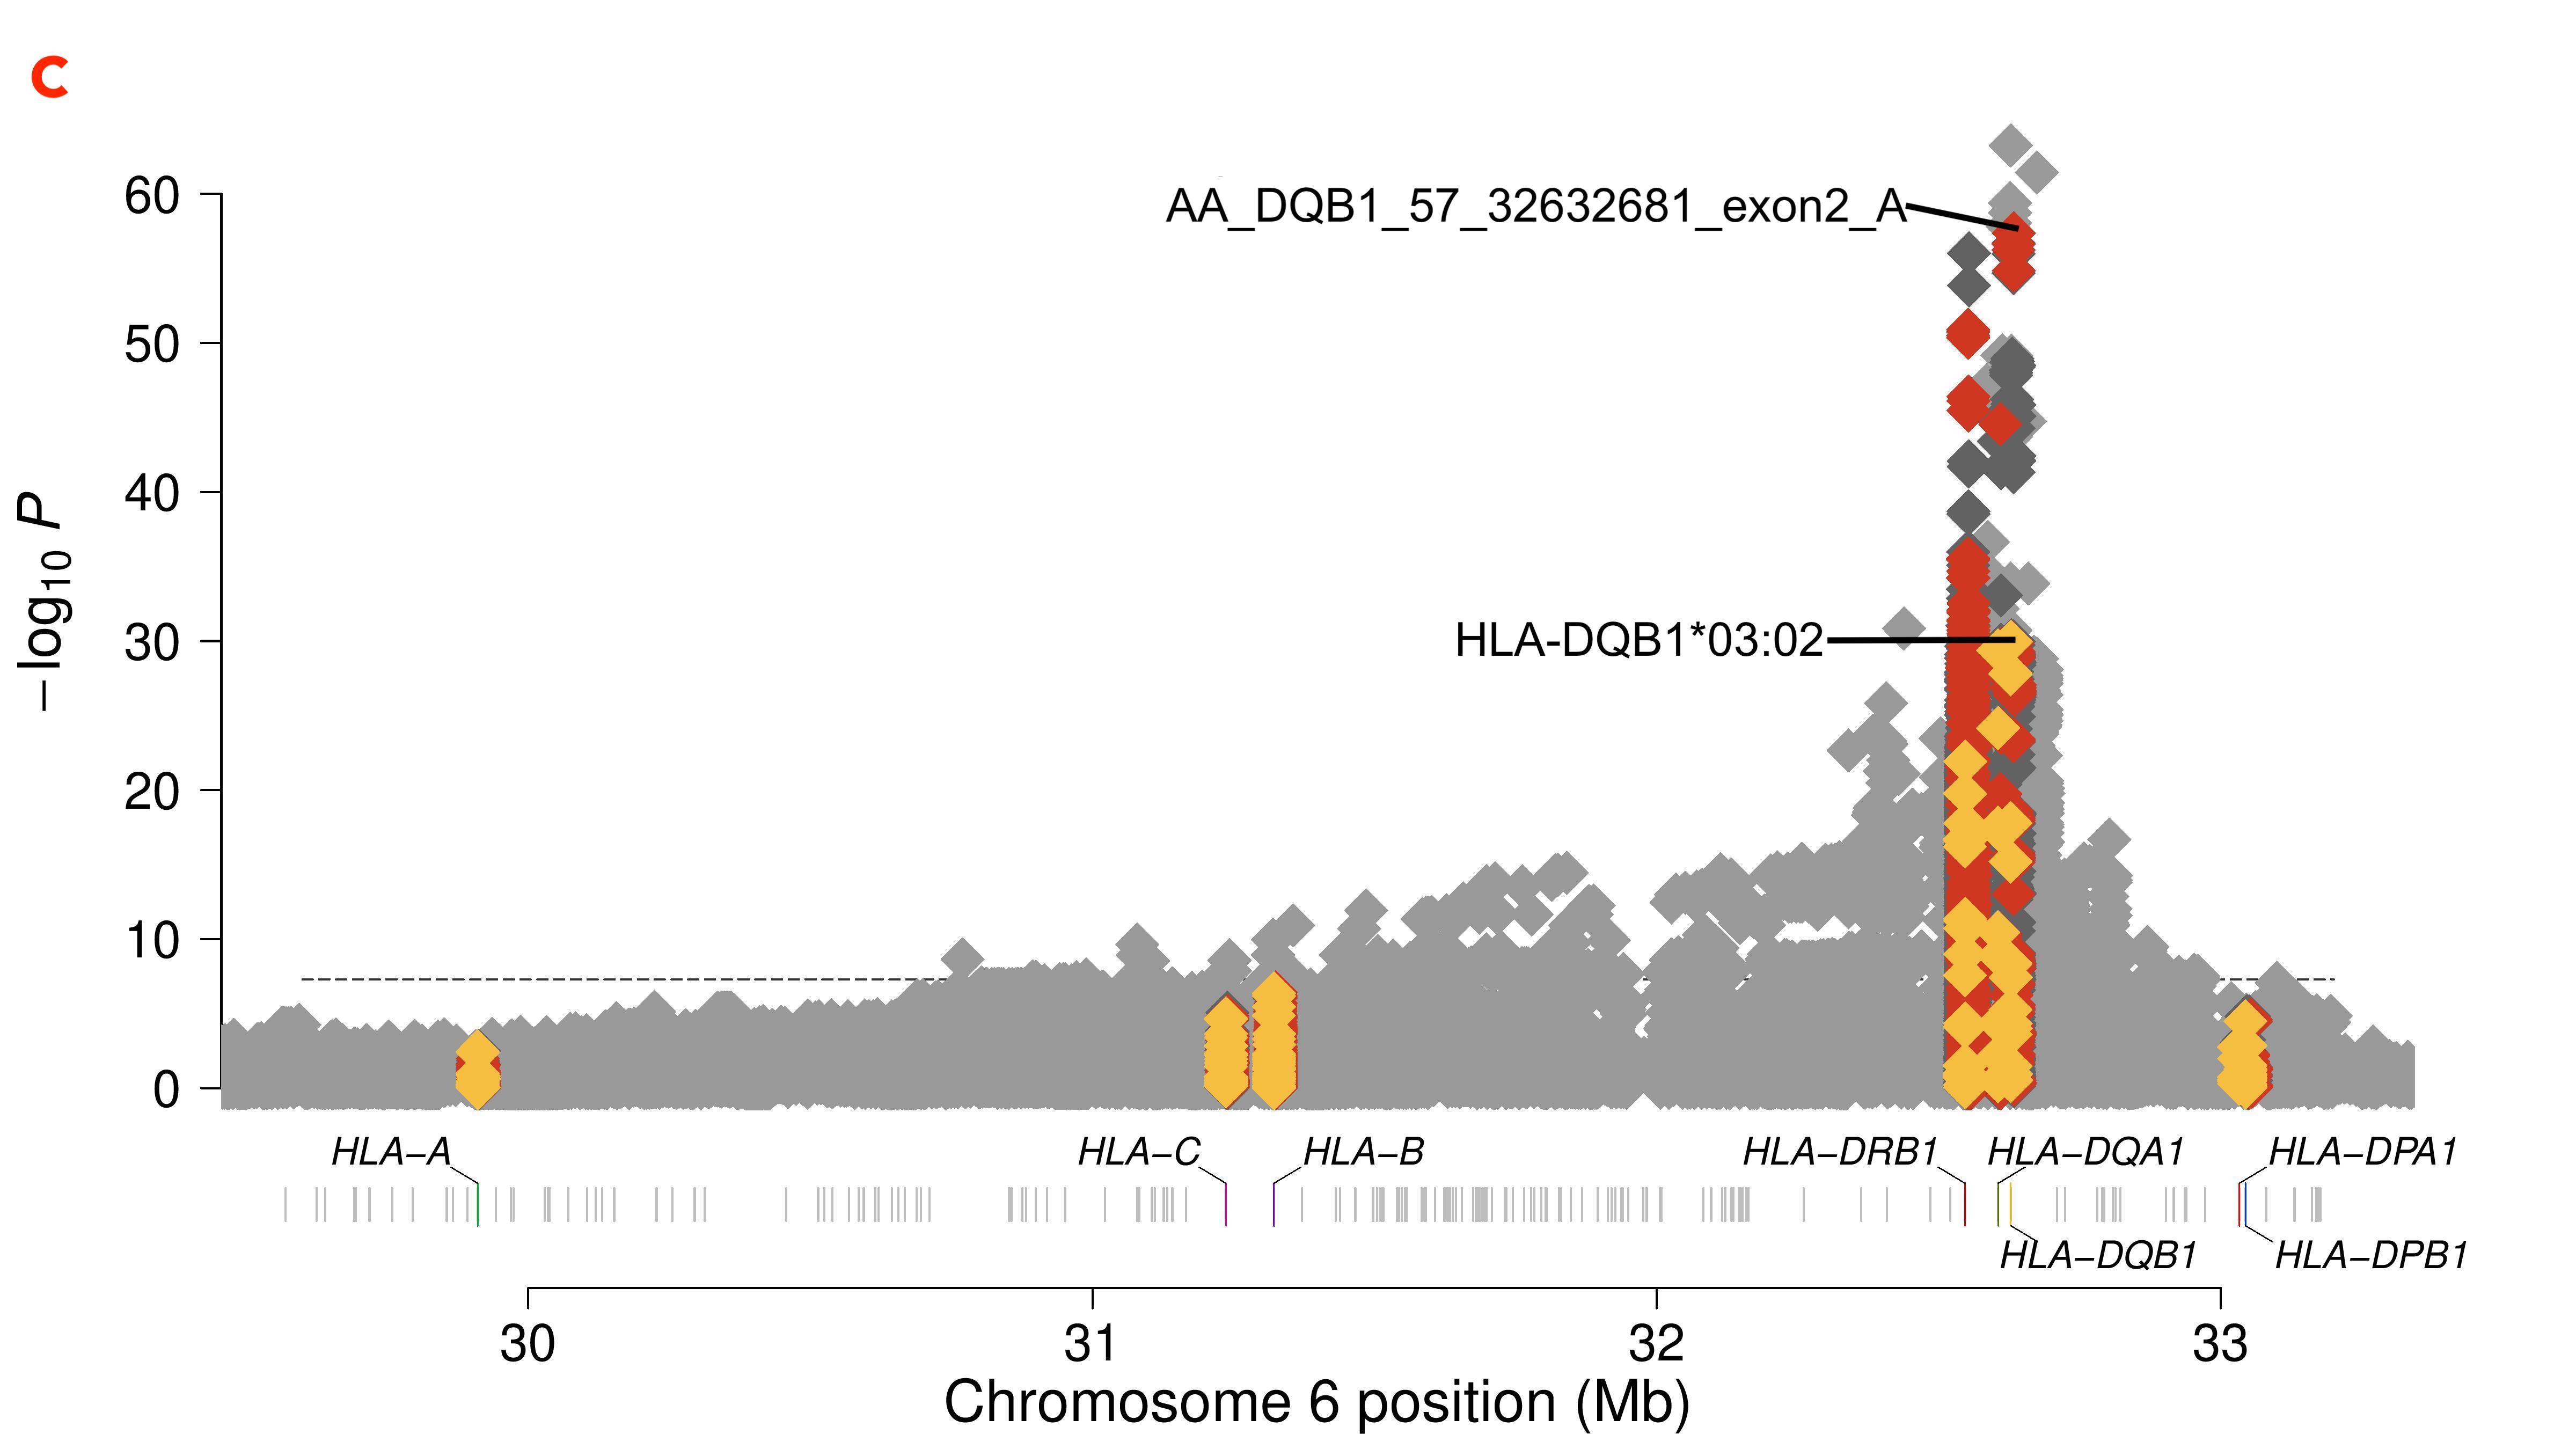 C
AA_DQB1_57_32632681_exon2_A
HLA-DQB1*03:02
−log10 P
60
50
40
30
20
10
0
HLA−A
HLA−C
HLA−B
HLA−DRB1
HLA−DQA1
HLA−DPA1
HLA−DQB1
HLA−DPB1
30 31 32 33
Chromosome 6 position (Mb)